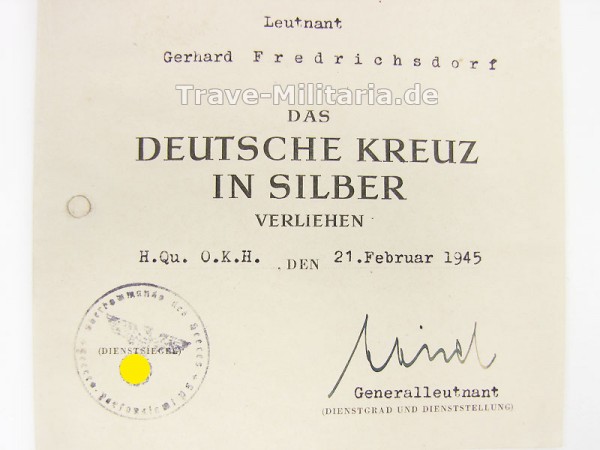 Leutnant
Gerhard Fredrichsdorf
Trave-Militaria.de
DAS
DEUTSCHE KREUZ
IN SILBER
VERLIEHEN
H.Qu. O.K.H. , DEN 21.Februar 1945
(DIENSTSIEGEL)
Generalleutnant
(DIENSTGRAD UND DIENSTSTELLUNG)